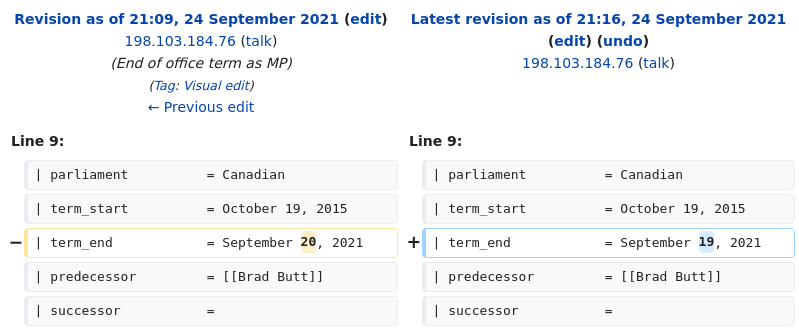 Revision as of 21:09, 24 September 2021 (edit)
198.103.184.76 (talk)
(End of office term as MP)
(Tag: Visual edit)
← Previous edit
Latest revision as of 21:16, 24 September 2021
(edit) (undo)
198.103.184.76 (talk)
Line 9:
| parliament = Canadian
| term_start = October 19, 2015
− | term_end = September 20, 2021
| predecessor = [[Brad Butt]]
| successor =
Line 9:
| parliament = Canadian
| term_start = October 19, 2015
+ | term_end = September 19, 2021
| predecessor = [[Brad Butt]]
| successor =